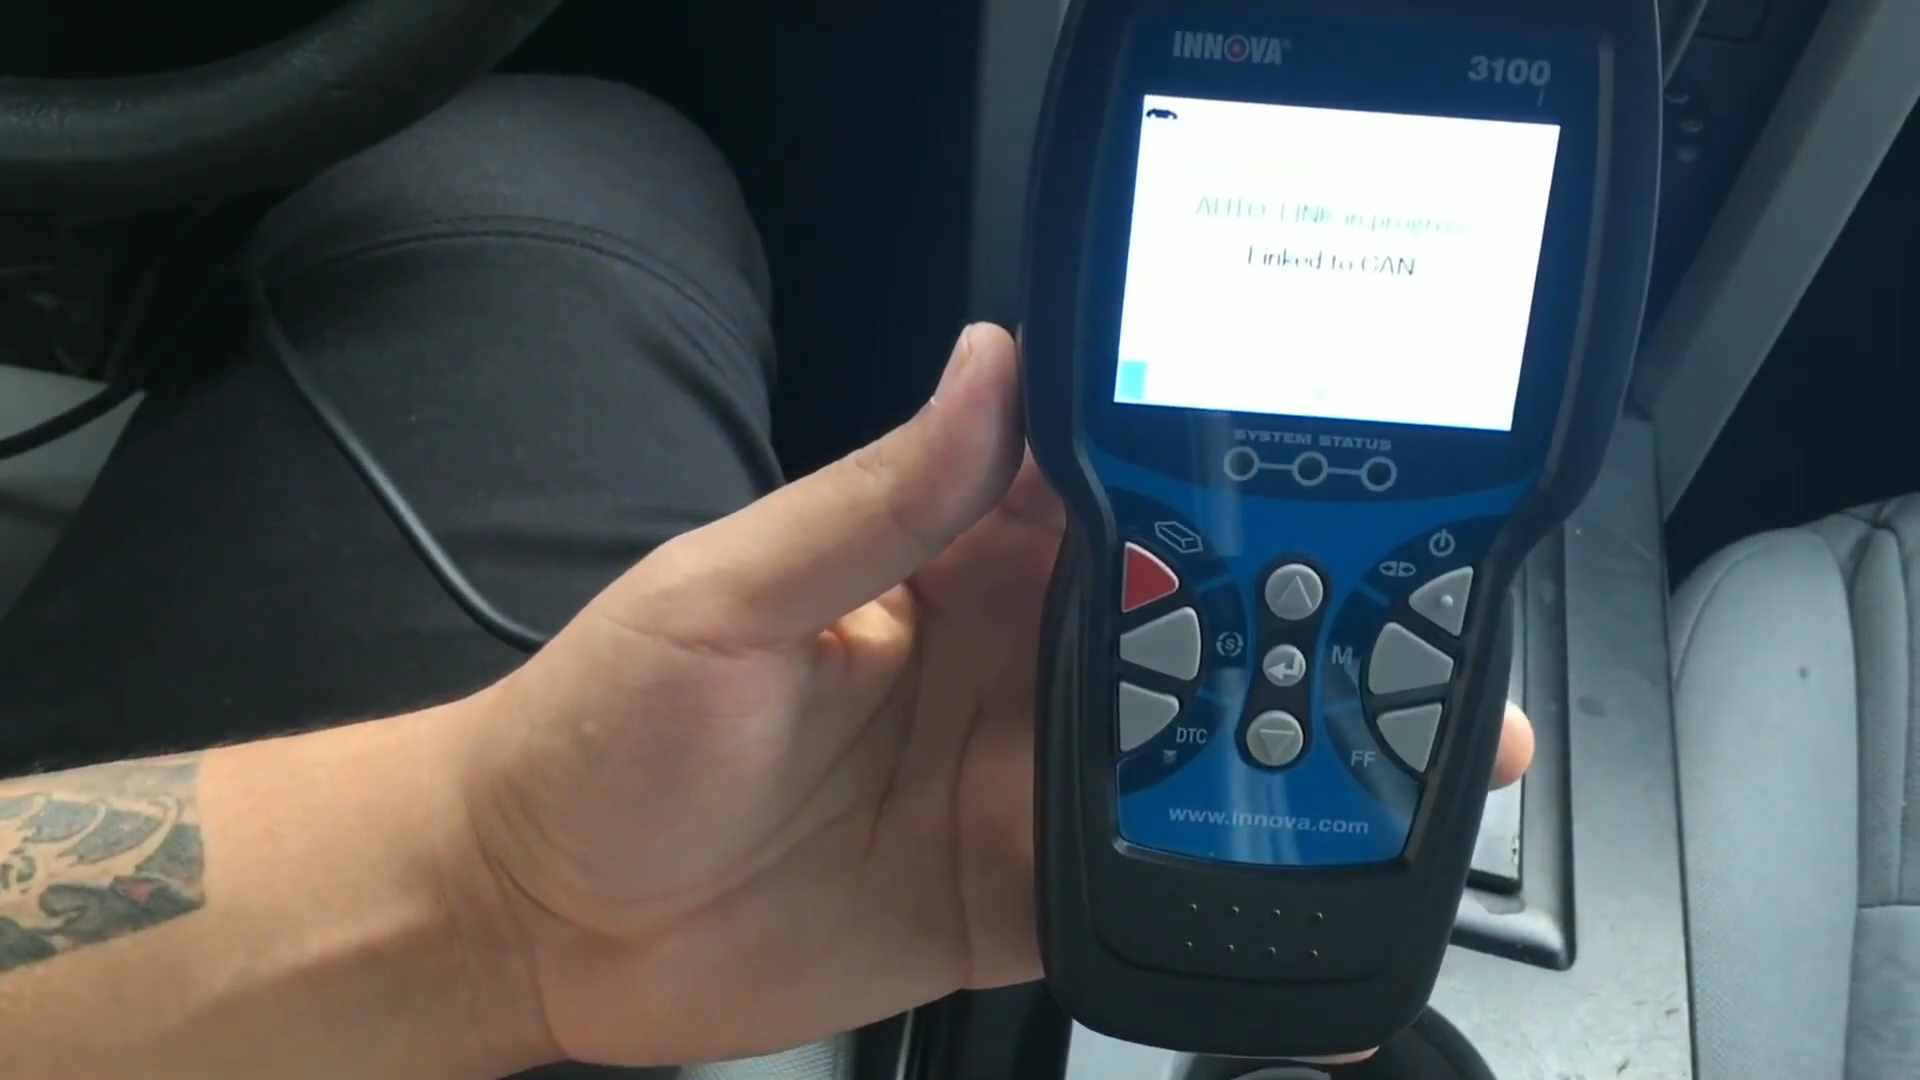 INNOVA®
3100
AUTO-LINK in progress
Linked to CAN
SYSTEM STATUS
S
M
DTC
FF
www.innova.com